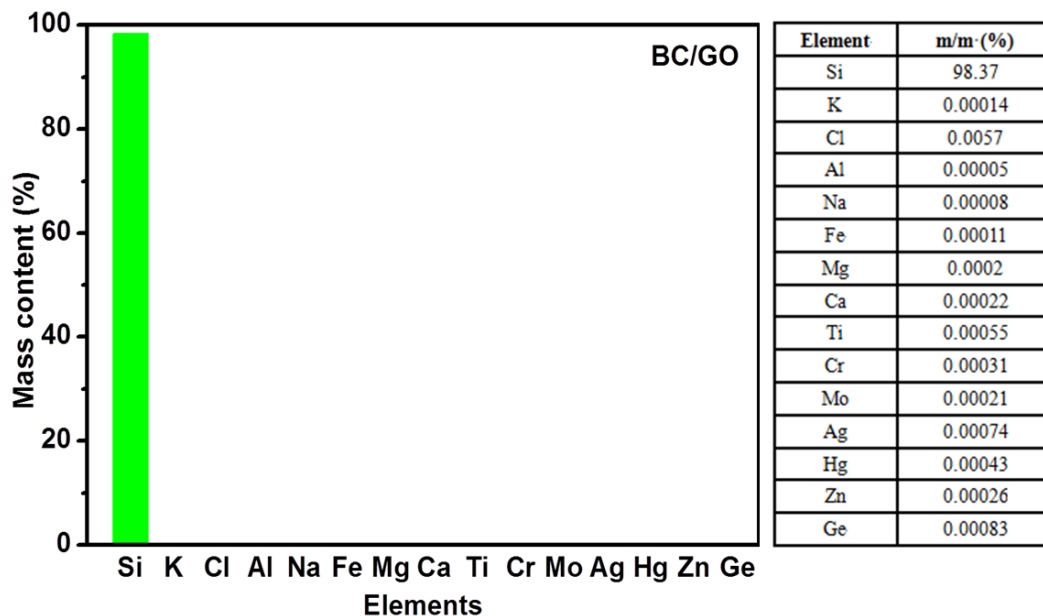 100
80
60
40
20
0
Mass content (%)
BC/GO
Si K Cl Al Na Fe Mg Ca Ti Cr Mo Ag Hg Zn Ge
Elements
Element m/m·(%)
Si 98.37
K 0.00014
Cl 0.0057
Al 0.00005
Na 0.00008
Fe 0.00011
Mg 0.0002
Ca 0.00022
Ti 0.00055
Cr 0.00031
Mo 0.00021
Ag 0.00074
Hg 0.00043
Zn 0.00026
Ge 0.00083